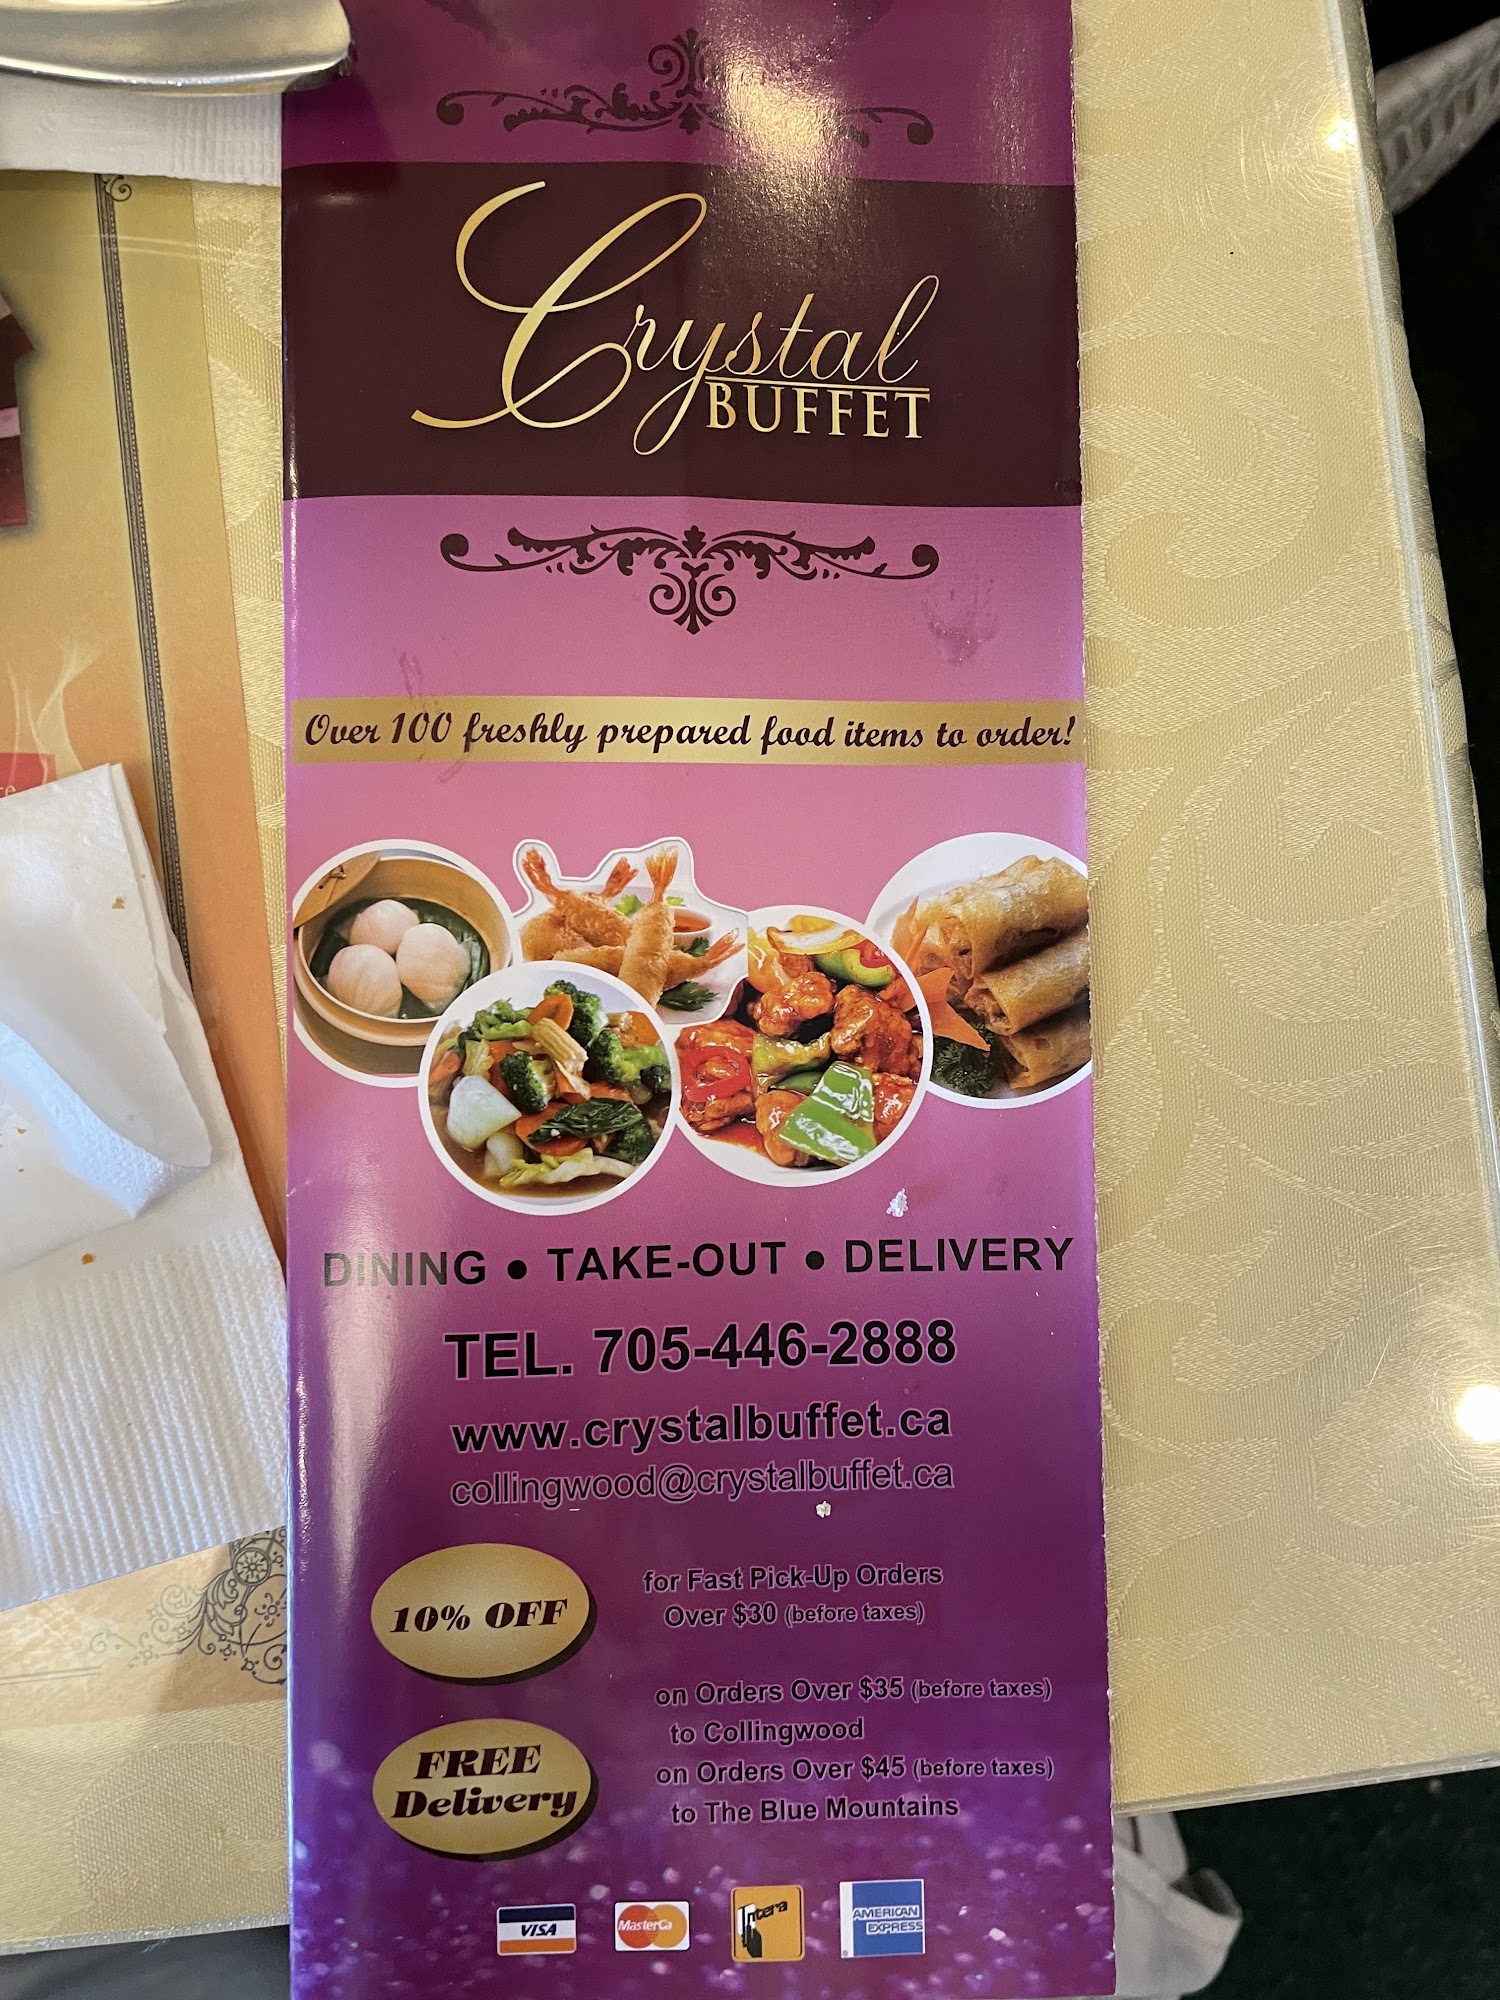 Crystal
BUFFET
Over 100 freshly prepared food items to order!
DINING ● TAKE-OUT ● DELIVERY
TEL. 705-446-2888
www.crystalbuffet.ca
collingwood@crystalbuffet.ca
10% OFF
for Fast Pick-Up Orders
Over $30 (before taxes)
FREE
Delivery
on Orders Over $35 (before taxes)
to Collingwood
on Orders Over $45 (before taxes)
to The Blue Mountains
VISA
MasterCa
Intera
AMERICAN
EXPRESS